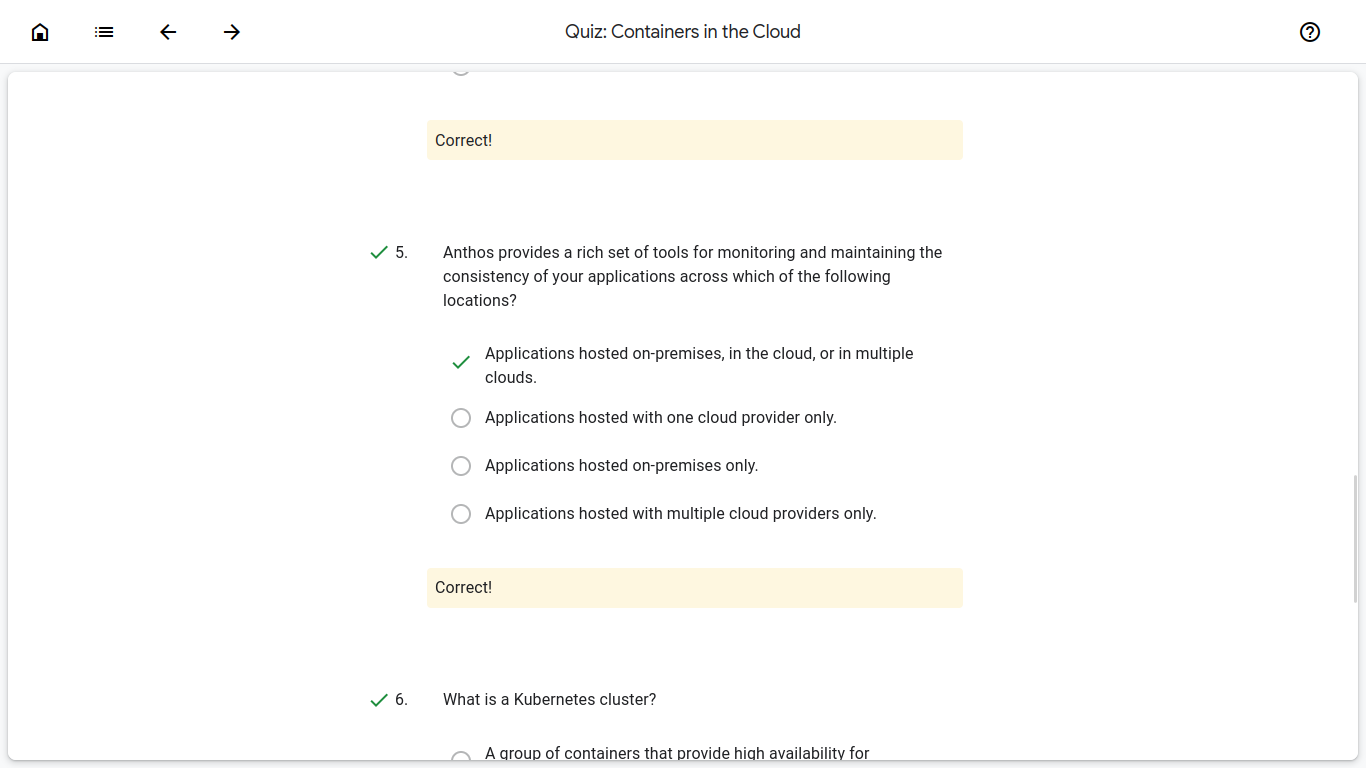 Quiz: Containers in the Cloud
Correct!
5. Anthos provides a rich set of tools for monitoring and maintaining the
consistency of your applications across which of the following
locations?
Applications hosted on-premises, in the cloud, or in multiple
clouds.
Applications hosted with one cloud provider only.
Applications hosted on-premises only.
Applications hosted with multiple cloud providers only.
Correct!
6. What is a Kubernetes cluster?
A group of containers that provide high availability for